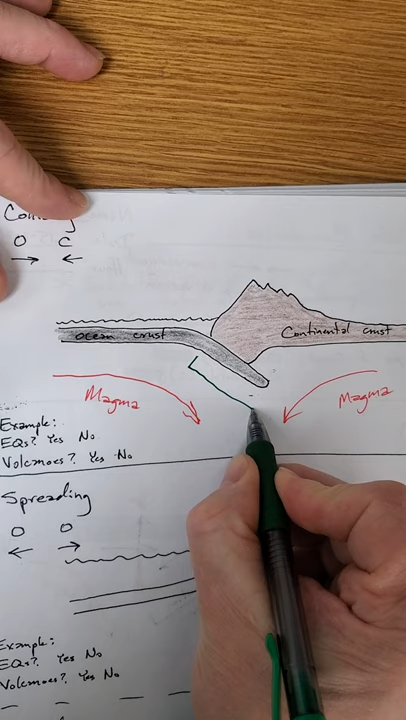 O C
ocean crust
Continental crust
Magma
Magma
Example:
EQs? Yes No
Volcanoes? Yes No
Spreading
O O
Example:
EQs? Yes No
Volcanoes? Yes No